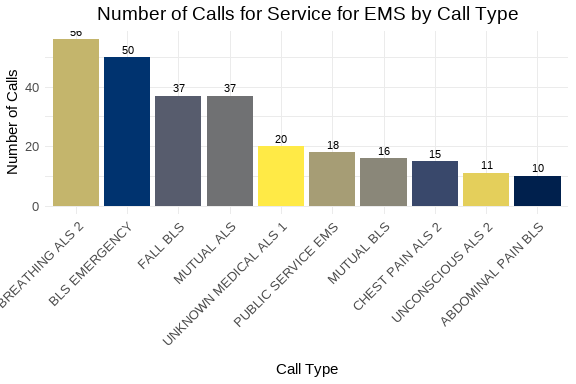 Number of Calls for Service for EMS by Call Type
Number of Calls
56
50
37
37
20
18
16
15
11
10
40
20
0
BREATHING ALS 2
BLS EMERGENCY
FALL BLS
MUTUAL ALS
UNKNOWN MEDICAL ALS 1
PUBLIC SERVICE EMS
MUTUAL BLS
CHEST PAIN ALS 2
UNCONSCIOUS ALS 2
ABDOMINAL PAIN BLS
Call Type